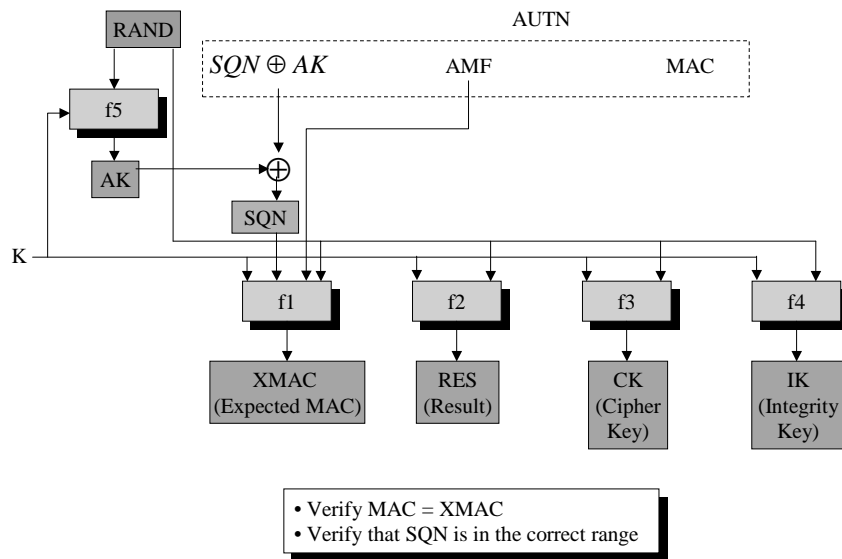 AUTN
RAND
SQN ⊕ AK
AMF
MAC
f5
AK
SQN
K
f1
f2
f3
f4
XMAC
(Expected MAC)
RES
(Result)
CK
(Cipher
Key)
IK
(Integrity
Key)
• Verify MAC = XMAC
• Verify that SQN is in the correct range